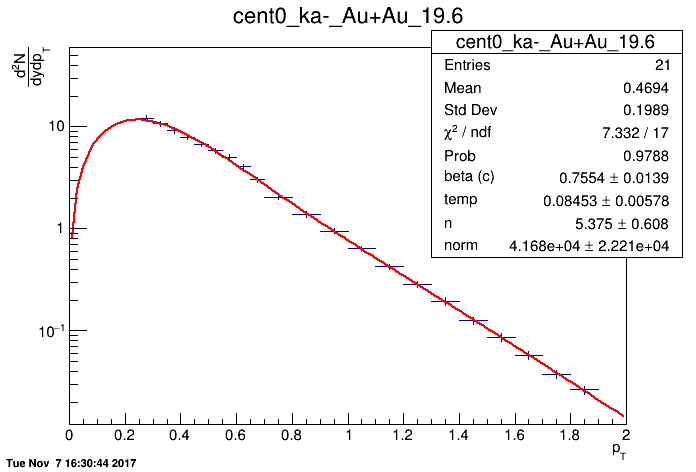 cent0_ka-_Au+Au_19.6
cent0_ka-_Au+Au_19.6
Entries 21
Mean 0.4694
Std Dev 0.1989
χ² / ndf 7.332 / 17
Prob 0.9788
beta (c) 0.7554 ± 0.0139
temp 0.08453 ± 0.00578
n 5.375 ± 0.608
norm 4.168e+04 ± 2.221e+04
d²N
dydp_T
10
1
10⁻¹
0 0.2 0.4 0.6 0.8 1 1.2 1.4 1.6 1.8 2
p_T
Tue Nov 7 16:30:44 2017